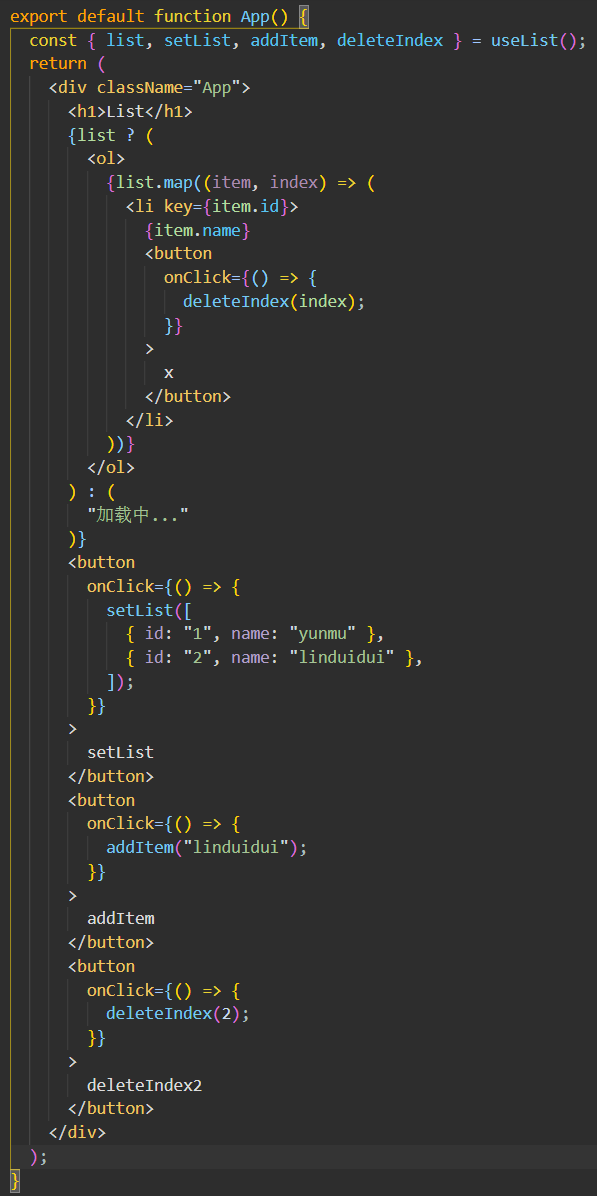 export default function App() {
  const { list, setList, addItem, deleteIndex } = useList();
  return (
    <div className="App">
      <h1>List</h1>
      {list ? (
        <ol>
          {list.map((item, index) => (
            <li key={item.id}>
              {item.name}
              <button
                onClick={() => {
                  deleteIndex(index);
                }}
              >
                x
              </button>
            </li>
          ))}
        </ol>
      ) : (
        "加载中..."
      )}
      <button
        onClick={() => {
          setList([
            { id: "1", name: "yunmu" },
            { id: "2", name: "linduidui" },
          ]);
        }}
      >
        setList
      </button>
      <button
        onClick={() => {
          addItem("linduidui");
        }}
      >
        addItem
      </button>
      <button
        onClick={() => {
          deleteIndex(2);
        }}
      >
        deleteIndex2
      </button>
    </div>
  );
}